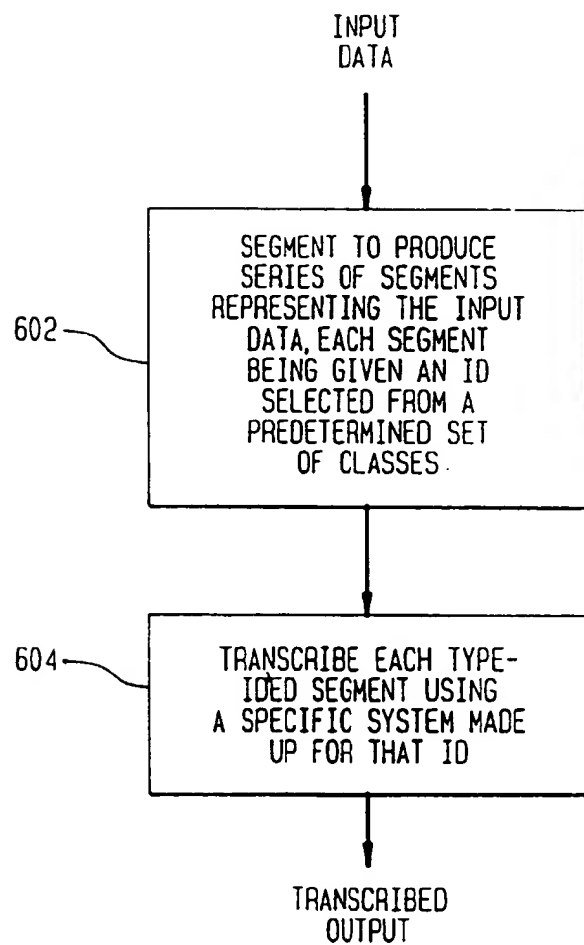 INPUT
DATA
602
SEGMENT TO PRODUCE
SERIES OF SEGMENTS
REPRESENTING THE INPUT
DATA, EACH SEGMENT
BEING GIVEN AN ID
SELECTED FROM A
PREDETERMINED SET
OF CLASSES.
604
TRANSCRIBE EACH TYPE-
IDED SEGMENT USING
A SPECIFIC SYSTEM MADE
UP FOR THAT ID
TRANSCRIBED
OUTPUT